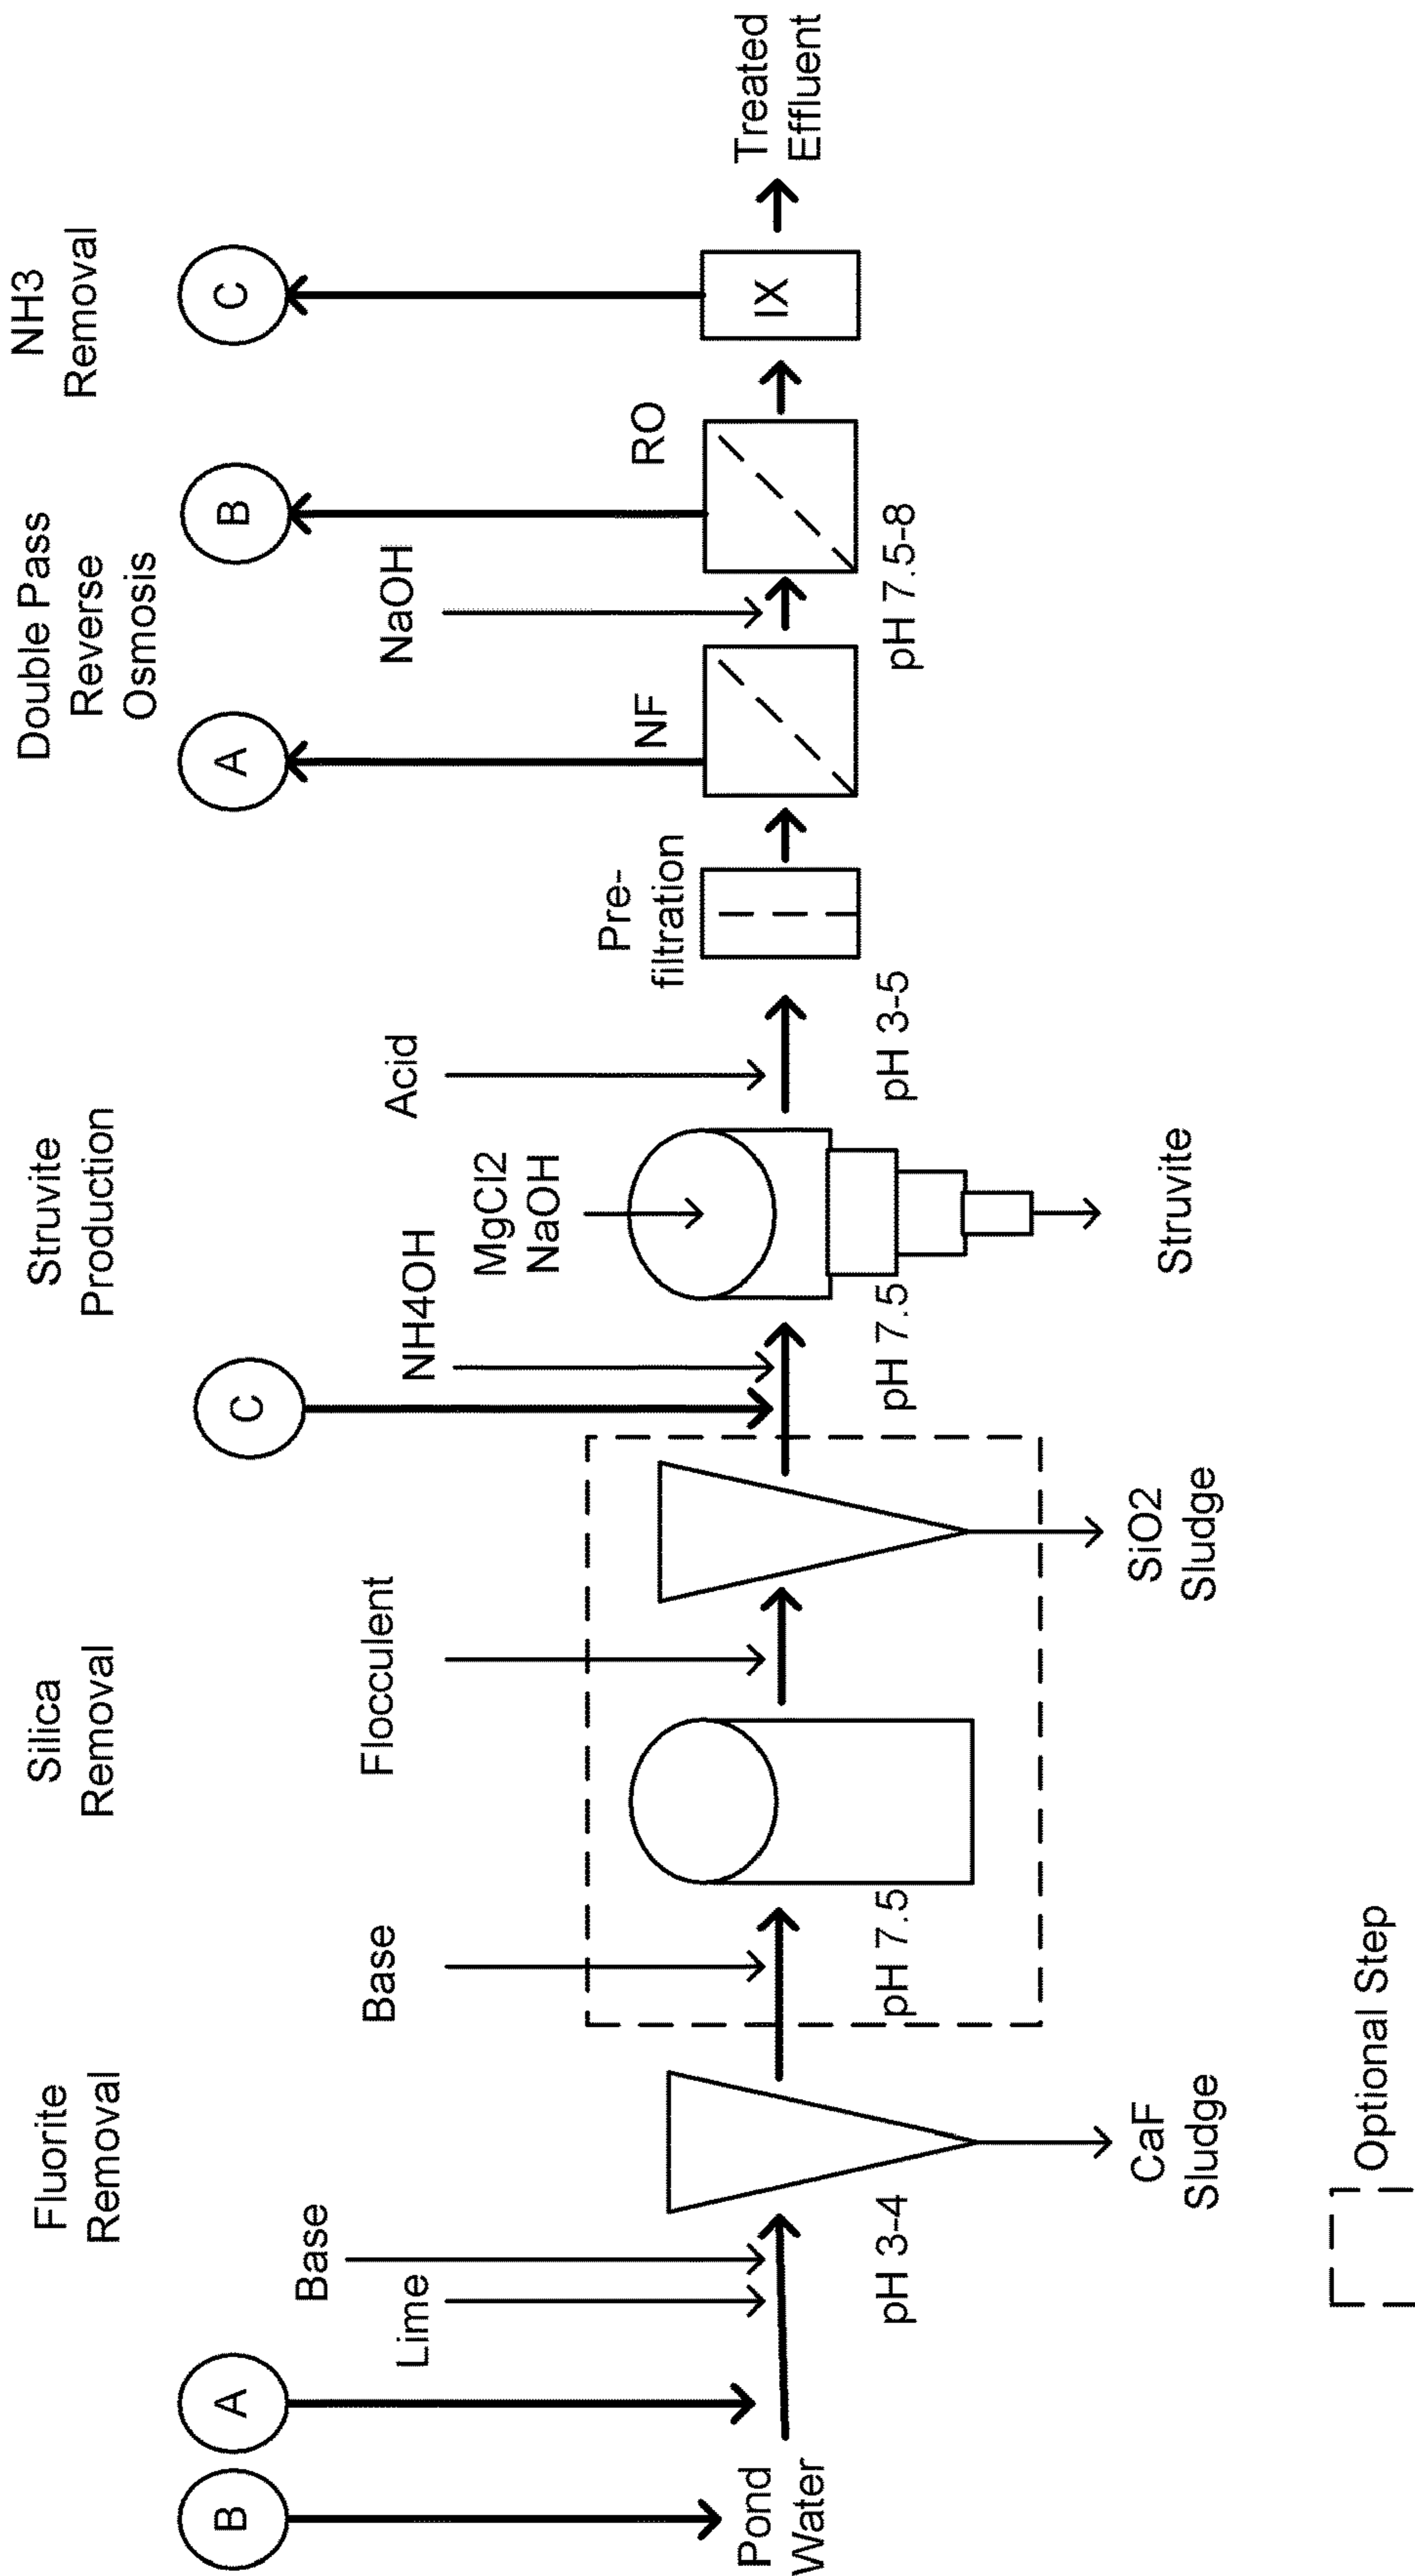 Fluorite
Removal
Silica
Removal
Struvite
Production
Double Pass
Reverse
Osmosis
NH3
Removal
B
A
C
A
B
C
Base
Lime
Base
Flocculent
NH4OH
MgCl2
NaOH
Acid
Pre-
filtration
NF
NaOH
RO
IX
Pond
Water
Treated
Effluent
pH 3-4
pH 7.5
pH 7.5
pH 3-5
pH 7.5-8
CaF
Sludge
SiO2
Sludge
Struvite
Optional Step